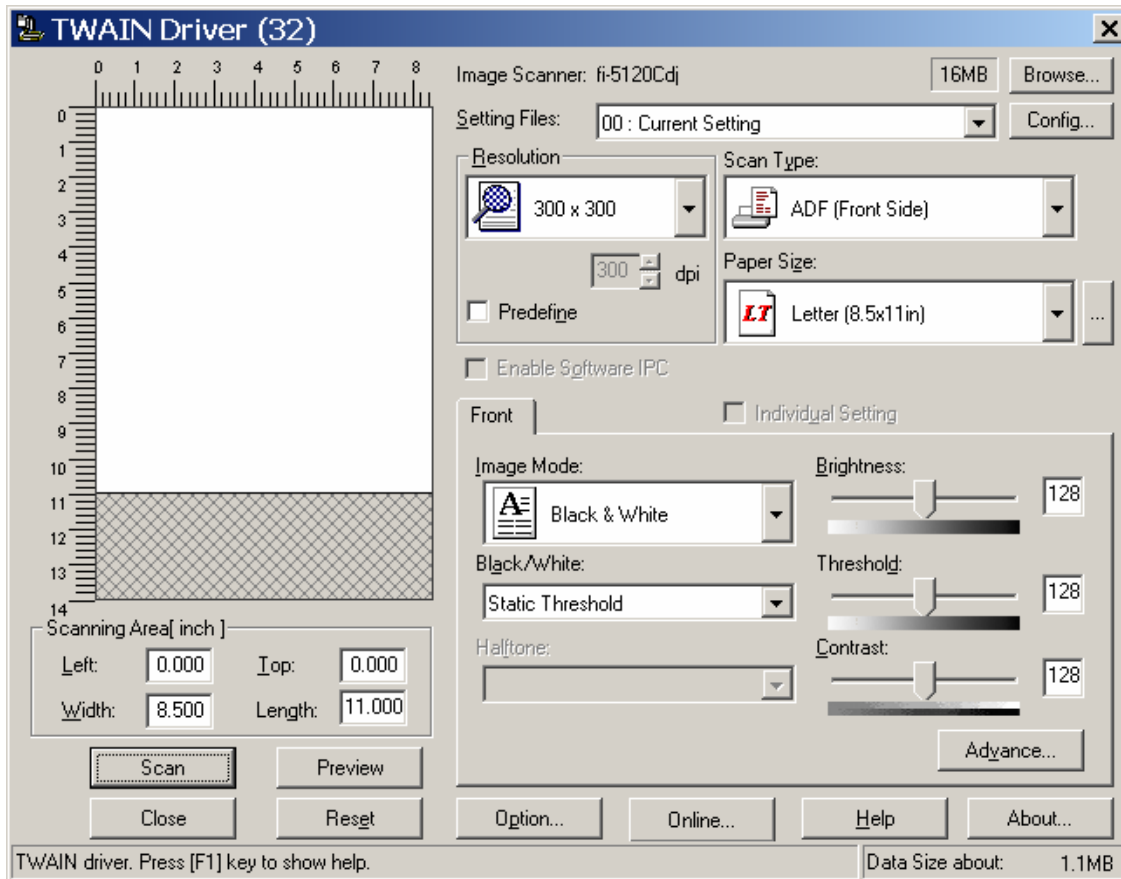 TWAIN Driver (32)
0 1 2 3 4 5 6 7 8
0
1
2
3
4
5
6
7
8
9
10
11
12
13
14
Image Scanner: fi-5120Cdj 16MB Browse...
Setting Files: 00 : Current Setting Config...
Resolution
300 x 300
300 dpi
Predefine
Scan Type:
ADF (Front Side)
Paper Size:
LT Letter (8.5x11in) ...
Enable Software IPC
Front
Individual Setting
Image Mode:
A Black & White
Black/White:
Static Threshold
Halftone:
Brightness:
128
Threshold:
128
Contrast:
128
Advance...
Scanning Area[ inch ]
Left: 0.000 Top: 0.000
Width: 8.500 Length: 11.000
Scan Preview
Close Reset
Option... Online... Help About...
TWAIN driver. Press [F1] key to show help. Data Size about: 1.1MB